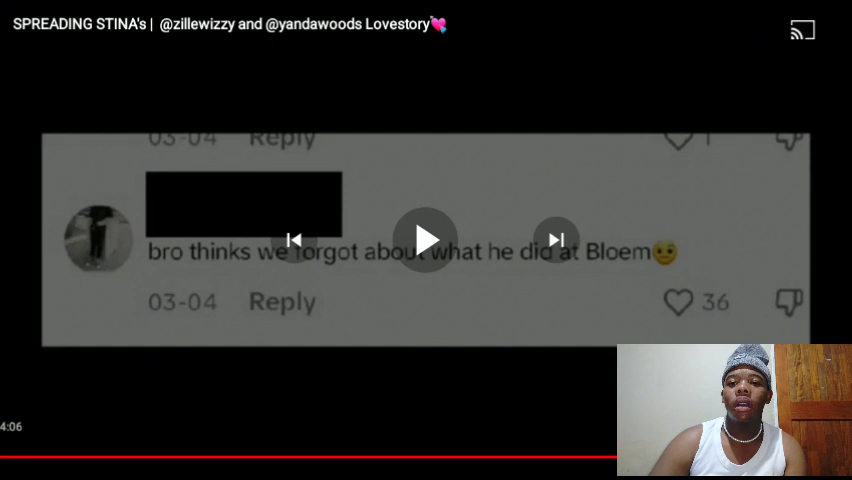 SPREADING STINA's | @zillewizzy and @yandawoods Lovestory💘
03-04 Reply 1
bro thinks we forgot about what he did at Bloem🫡
03-04 Reply 36
4:06